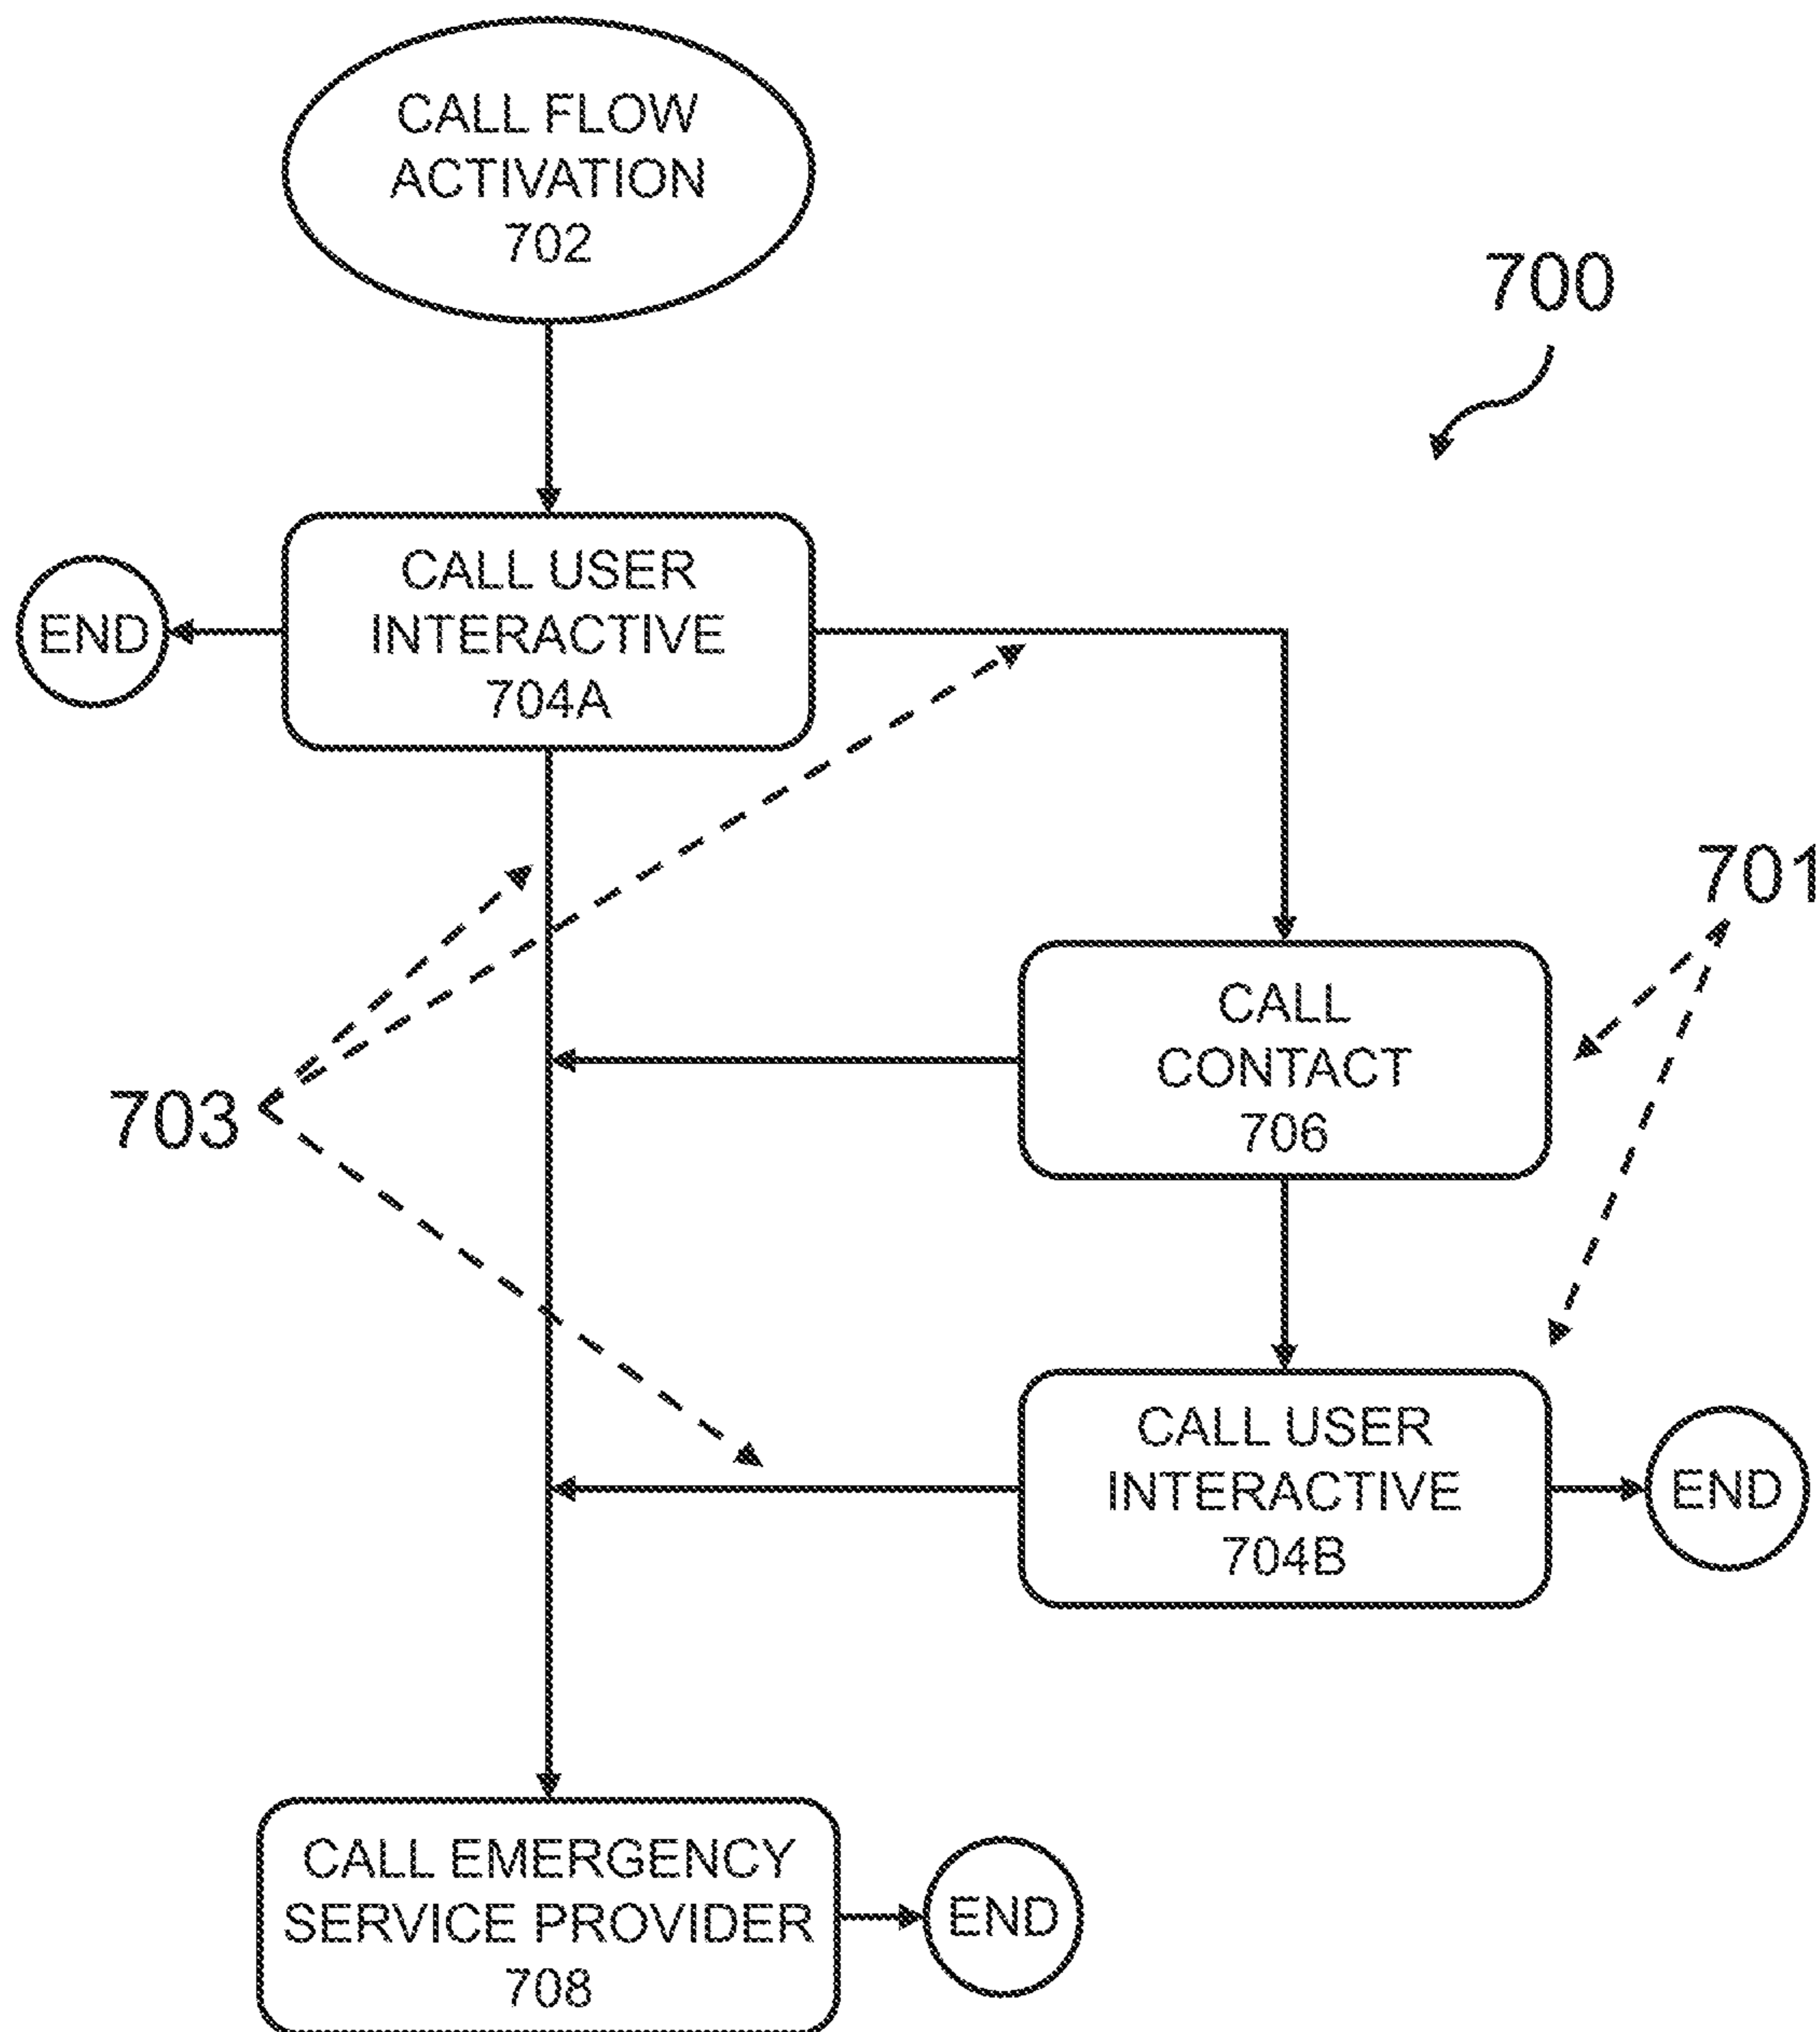 CALL FLOW
ACTIVATION
702
700
CALL USER
INTERACTIVE
704A
END
701
CALL
CONTACT
706
703
CALL USER
INTERACTIVE
704B
END
CALL EMERGENCY
SERVICE PROVIDER
708
END